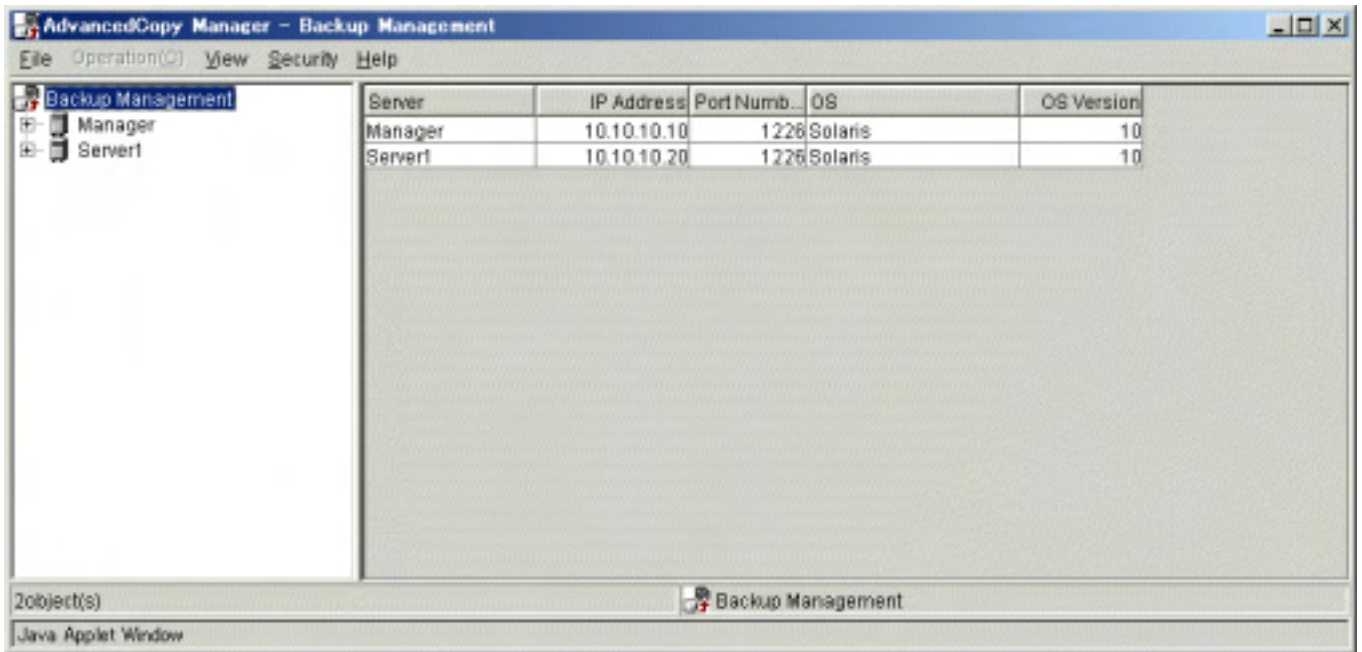 AdvancedCopy Manager - Backup Management
File Operation(O) View Security Help
Backup Management
Manager
Server1
Server IP Address Port Numb... OS OS Version
Manager 10.10.10.10 1226 Solaris 10
Server1 10.10.10.20 1226 Solaris 10
2object(s) Backup Management
Java Applet Window